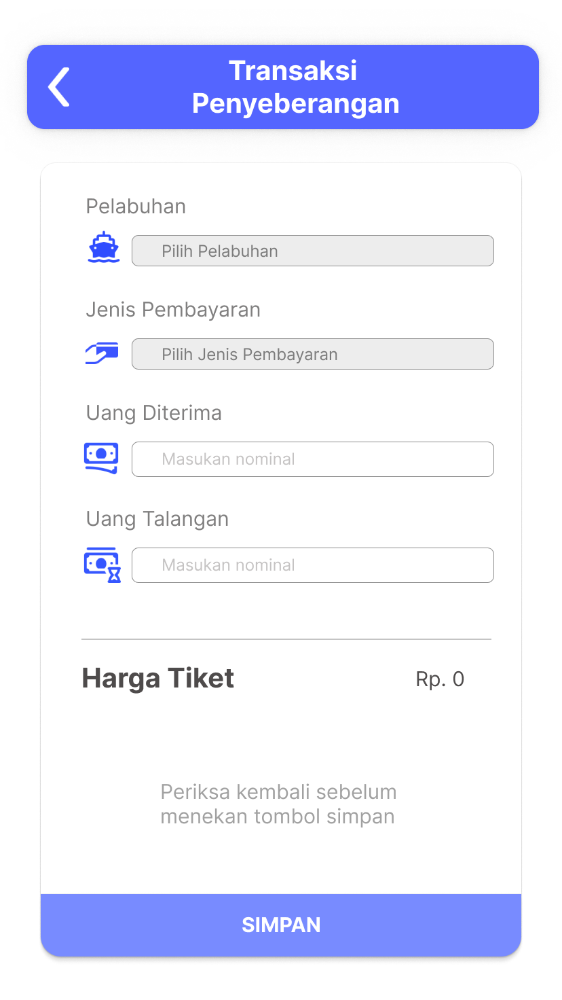 Transaksi
Penyeberangan
Pelabuhan
Pilih Pelabuhan
Jenis Pembayaran
Pilih Jenis Pembayaran
Uang Diterima
Masukan nominal
Uang Talangan
Masukan nominal
Harga Tiket
Rp. 0
Periksa kembali sebelum
menekan tombol simpan
SIMPAN